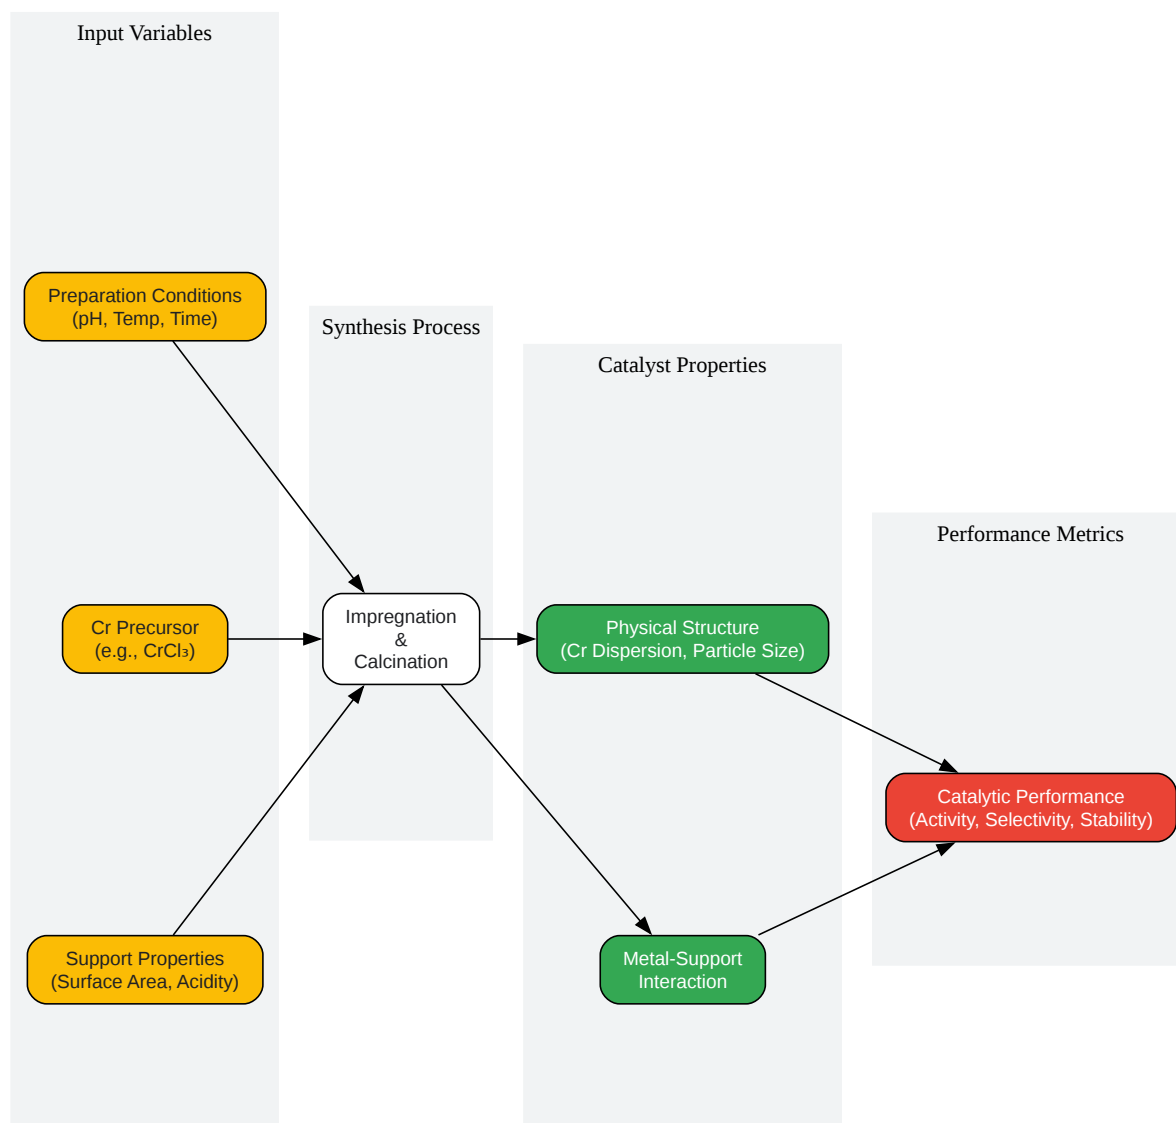 Input Variables
Preparation Conditions
(pH, Temp, Time)
Cr Precursor
(e.g., CrCl₃)
Support Properties
(Surface Area, Acidity)
Synthesis Process
Impregnation
&
Calcination
Catalyst Properties
Physical Structure
(Cr Dispersion, Particle Size)
Metal-Support
Interaction
Performance Metrics
Catalytic Performance
(Activity, Selectivity, Stability)